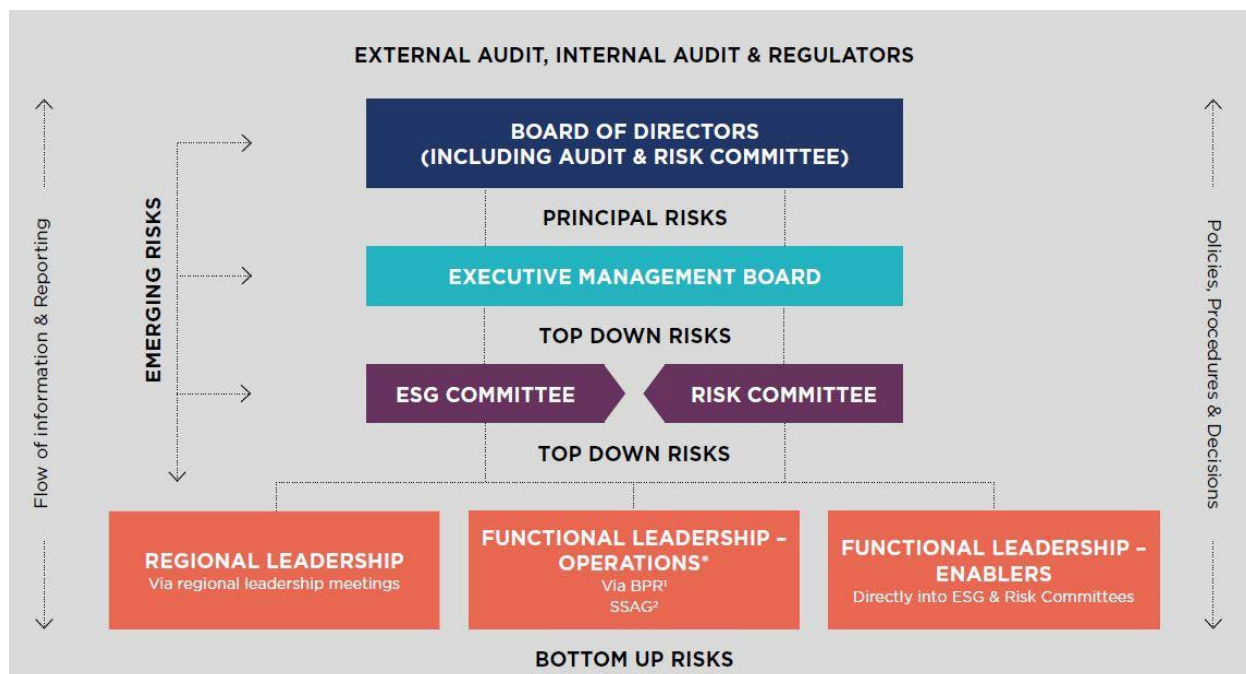 EXTERNAL AUDIT, INTERNAL AUDIT & REGULATORS
BOARD OF DIRECTORS
(INCLUDING AUDIT & RISK COMMITTEE)
PRINCIPAL RISKS
EXECUTIVE MANAGEMENT BOARD
TOP DOWN RISKS
ESG COMMITTEE
RISK COMMITTEE
TOP DOWN RISKS
Flow of information & Reporting
EMERGING RISKS
Policies, Procedures & Decisions
REGIONAL LEADERSHIP
Via regional leadership meetings
FUNCTIONAL LEADERSHIP –
OPERATIONS*
Via BPR¹
SSAG²
FUNCTIONAL LEADERSHIP –
ENABLERS
Directly into ESG & Risk Committees
BOTTOM UP RISKS